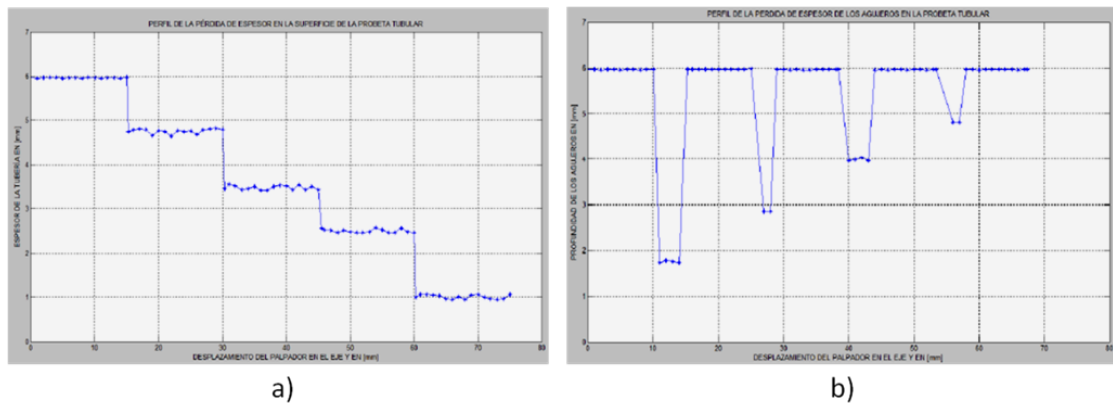 PERFIL DE LA PÉRDIDA DE ESPESOR EN LA SUPERFICIE DE LA PROBETA TUBULAR
ESPESOR DE LA TUBERÍA EN [mm]
7
6
5
4
3
2
1
0
0 10 20 30 40 50 60 70 80
DESPLAZAMIENTO DEL PALPADOR EN EL EJE Y EN [mm]
a)
PERFIL DE LA PERDIDA DE ESPESOR DE LOS AGUJEROS EN LA PROBETA TUBULAR
PROFUNDIDAD DE LOS AGUJEROS EN [mm]
7
6
5
4
3
2
1
0
0 10 20 30 40 50 60 70 80
DESPLAZAMIENTO DEL PALPADOR EN EL EJE Y EN [mm]
b)